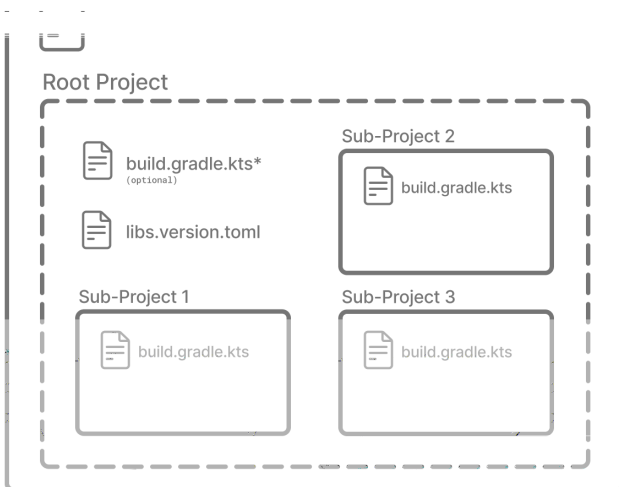 Root Project
build.gradle.kts*
(optional)
libs.version.toml
Sub-Project 2
build.gradle.kts
Sub-Project 1
build.gradle.kts
Sub-Project 3
build.gradle.kts